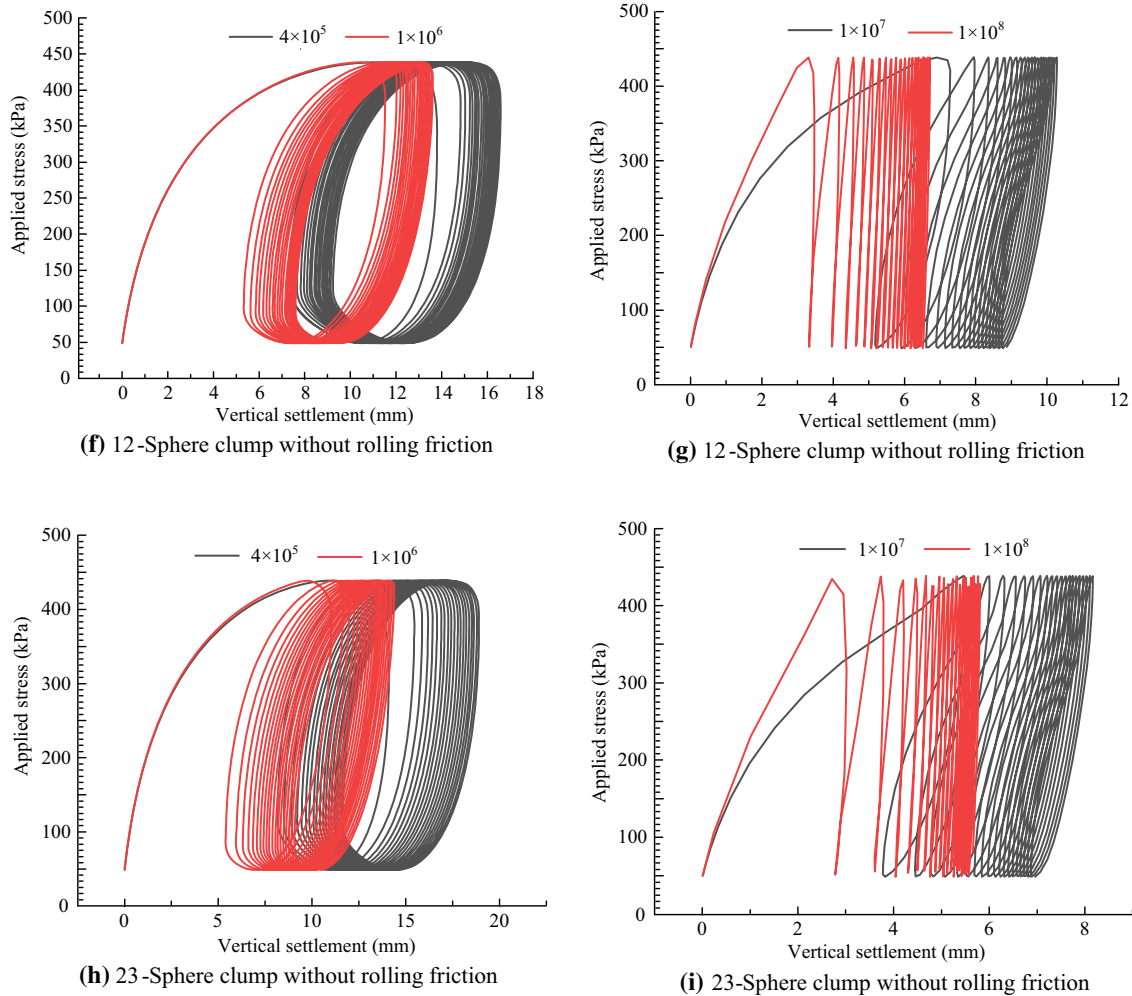 4×10⁵ 1×10⁶
Applied stress (kPa)
500
450
400
350
300
250
200
150
100
50
0
0 2 4 6 8 10 12 14 16 18
Vertical settlement (mm)
(f) 12-Sphere clump without rolling friction
1×10⁷ 1×10⁸
Applied stress (kPa)
500
400
300
200
100
0
0 2 4 6 8 10 12
Vertical settlement (mm)
(g) 12-Sphere clump without rolling friction
4×10⁵ 1×10⁶
Applied stress (kPa)
500
400
300
200
100
0
0 5 10 15 20
Vertical settlement (mm)
(h) 23-Sphere clump without rolling friction
1×10⁷ 1×10⁸
Applied stress (kPa)
500
400
300
200
100
0
0 2 4 6 8
Vertical settlement (mm)
(i) 23-Sphere clump without rolling friction